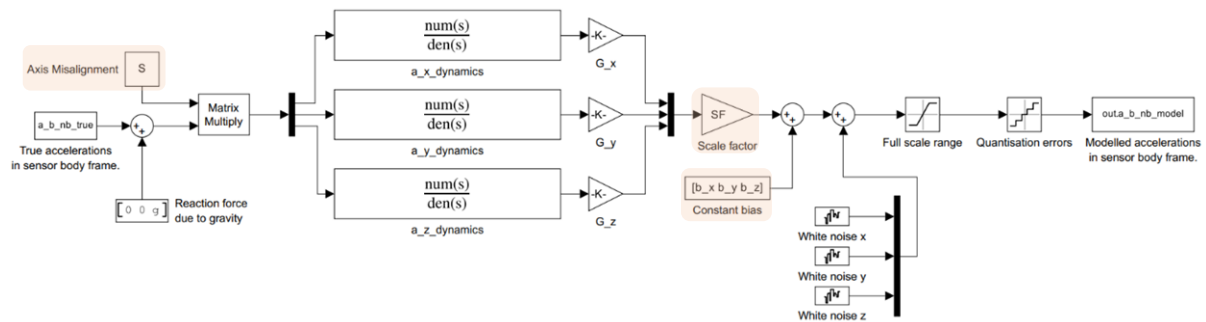 Axis Misalignment
S
a_b_nb_true
True accelerations
in sensor body frame.
[0 0 g]
Reaction force
due to gravity
+
+
Matrix
Multiply
num(s)
den(s)
a_x_dynamics
-K-
G_x
num(s)
den(s)
a_y_dynamics
-K-
G_y
num(s)
den(s)
a_z_dynamics
-K-
G_z
SF
Scale factor
[b_x b_y b_z]
Constant bias
+
+
+
+
White noise x
White noise y
White noise z
Full scale range
Quantisation errors
out.a_b_nb_model
Modelled accelerations
in sensor body frame.